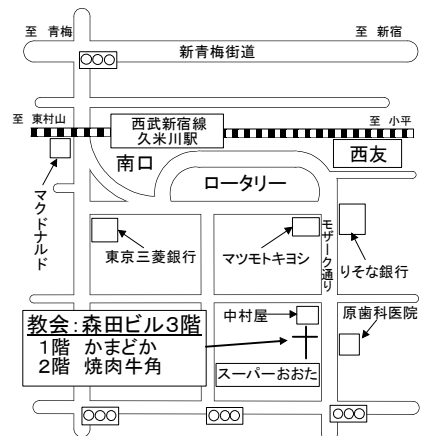 至 青梅
至 新宿
新青梅街道
至 東村山
西武新宿線
久米川駅
至 小平
南口
西友
ロータリー
マクドナルド
東京三菱銀行
マツモトキヨシ
モザーク通り
りそな銀行
教会:森田ビル3階
1階 かまどか
2階 焼肉牛角
中村屋
原歯科医院
スーパーおおた